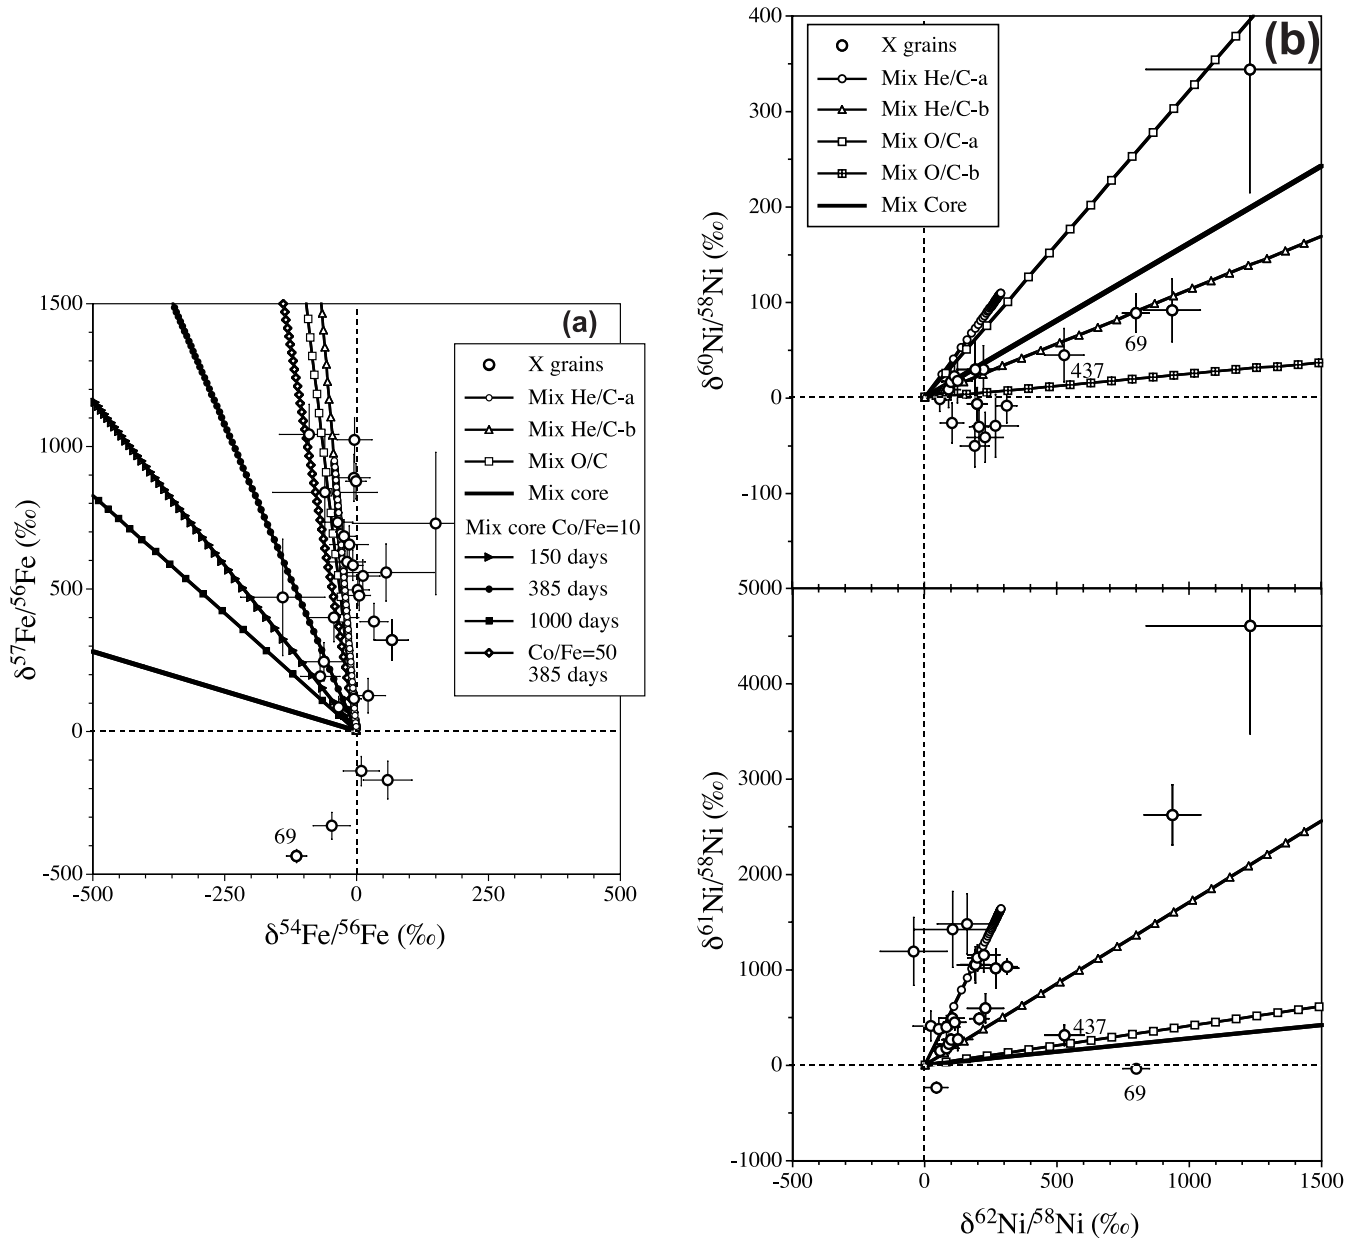 (a)
1500
1000
500
0
-500
-500
-250
0
250
500
δ57Fe/56Fe (‰)
δ54Fe/56Fe (‰)
X grains
Mix He/C-a
Mix He/C-b
Mix O/C
Mix core
Mix core Co/Fe=10
150 days
385 days
1000 days
Co/Fe=50
385 days
69
(b)
400
300
200
100
0
-100
δ60Ni/58Ni (‰)
X grains
Mix He/C-a
Mix He/C-b
Mix O/C-a
Mix O/C-b
Mix Core
69
437
5000
4000
3000
2000
1000
0
-1000
δ61Ni/58Ni (‰)
437
69
-500
0
500
1000
1500
δ62Ni/58Ni (‰)